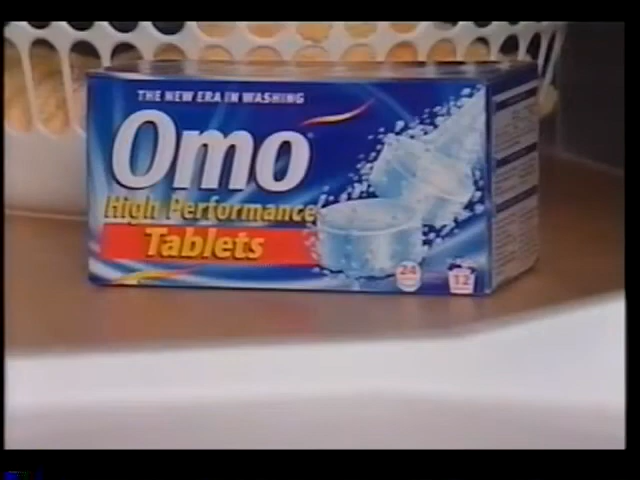 THE NEW ERA IN WASHING
Omo
High Performance
Tablets
24
12